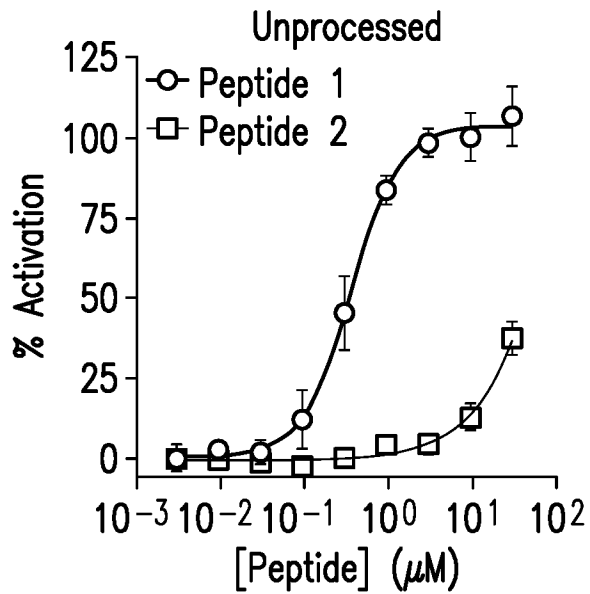 Unprocessed
Peptide 1
Peptide 2
% Activation
125
100
75
50
25
0
10⁻³ 10⁻² 10⁻¹ 10⁰ 10¹ 10²
[Peptide] (μM)